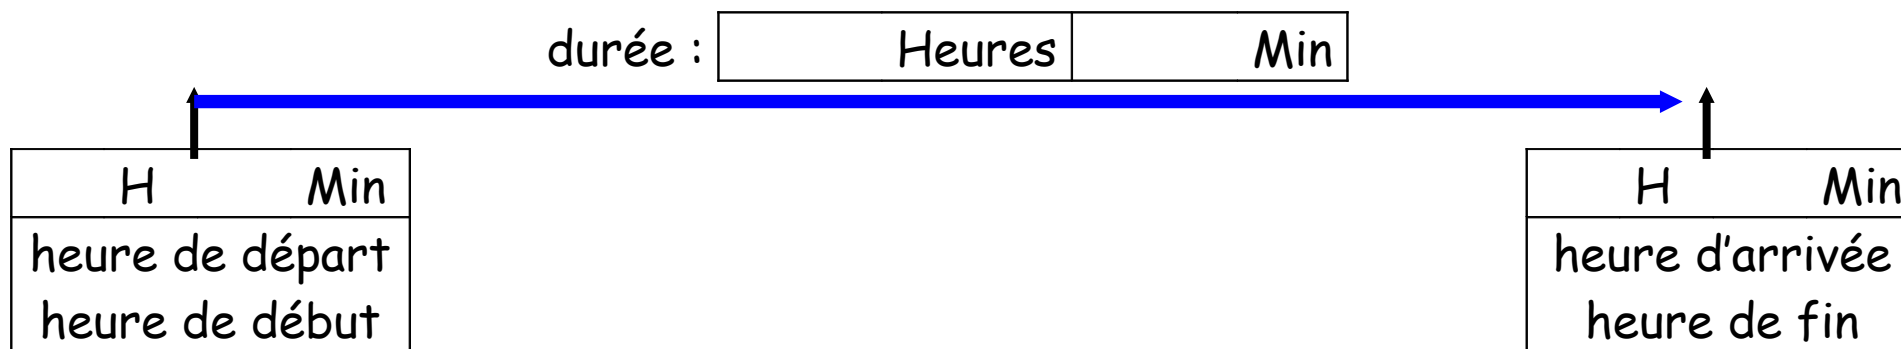 durée : Heures Min
H Min
heure de départ
heure de début
H Min
heure d'arrivée
heure de fin